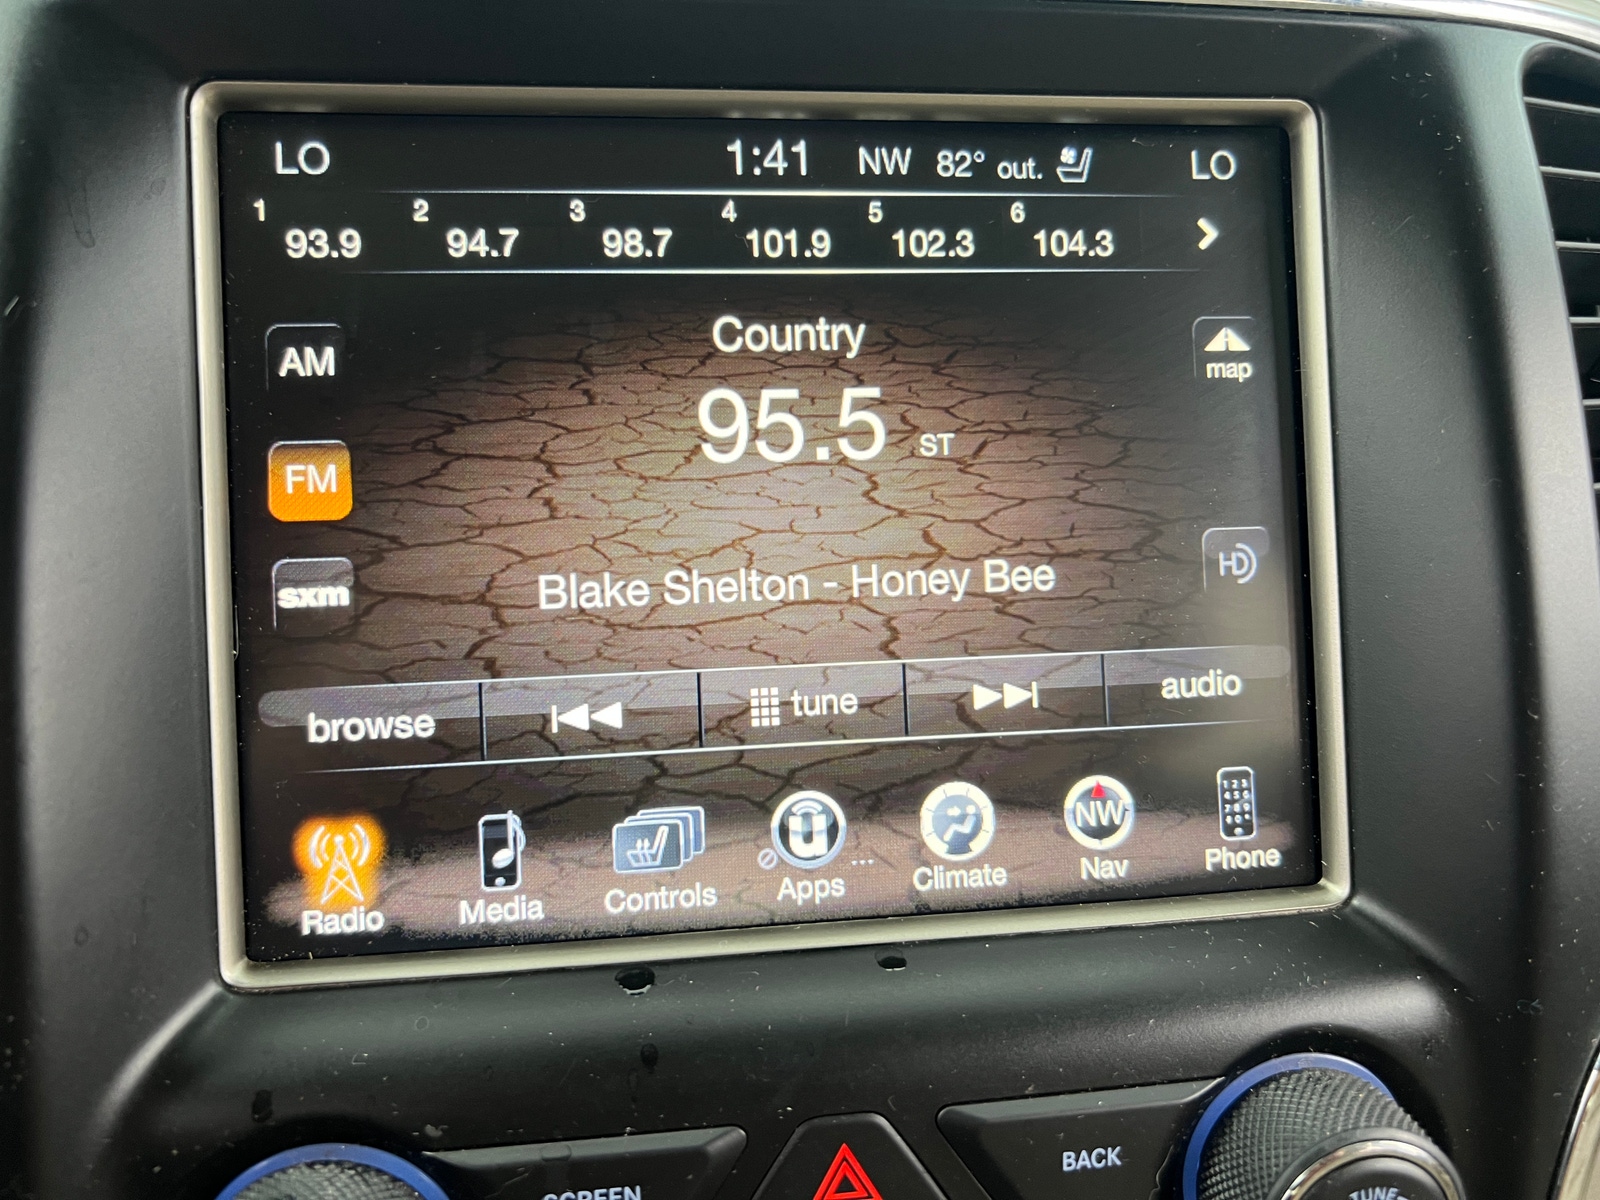 LO 1:41 NW 82° out. LO
1 93.9 2 94.7 3 98.7 4 101.9 5 102.3 6 104.3
Country
AM
map
95.5 ST
FM
HD
sxm
Blake Shelton - Honey Bee
browse tune audio
NW
Radio Media Controls Apps ... Climate Nav Phone
BACK
SCREEN
TUNE